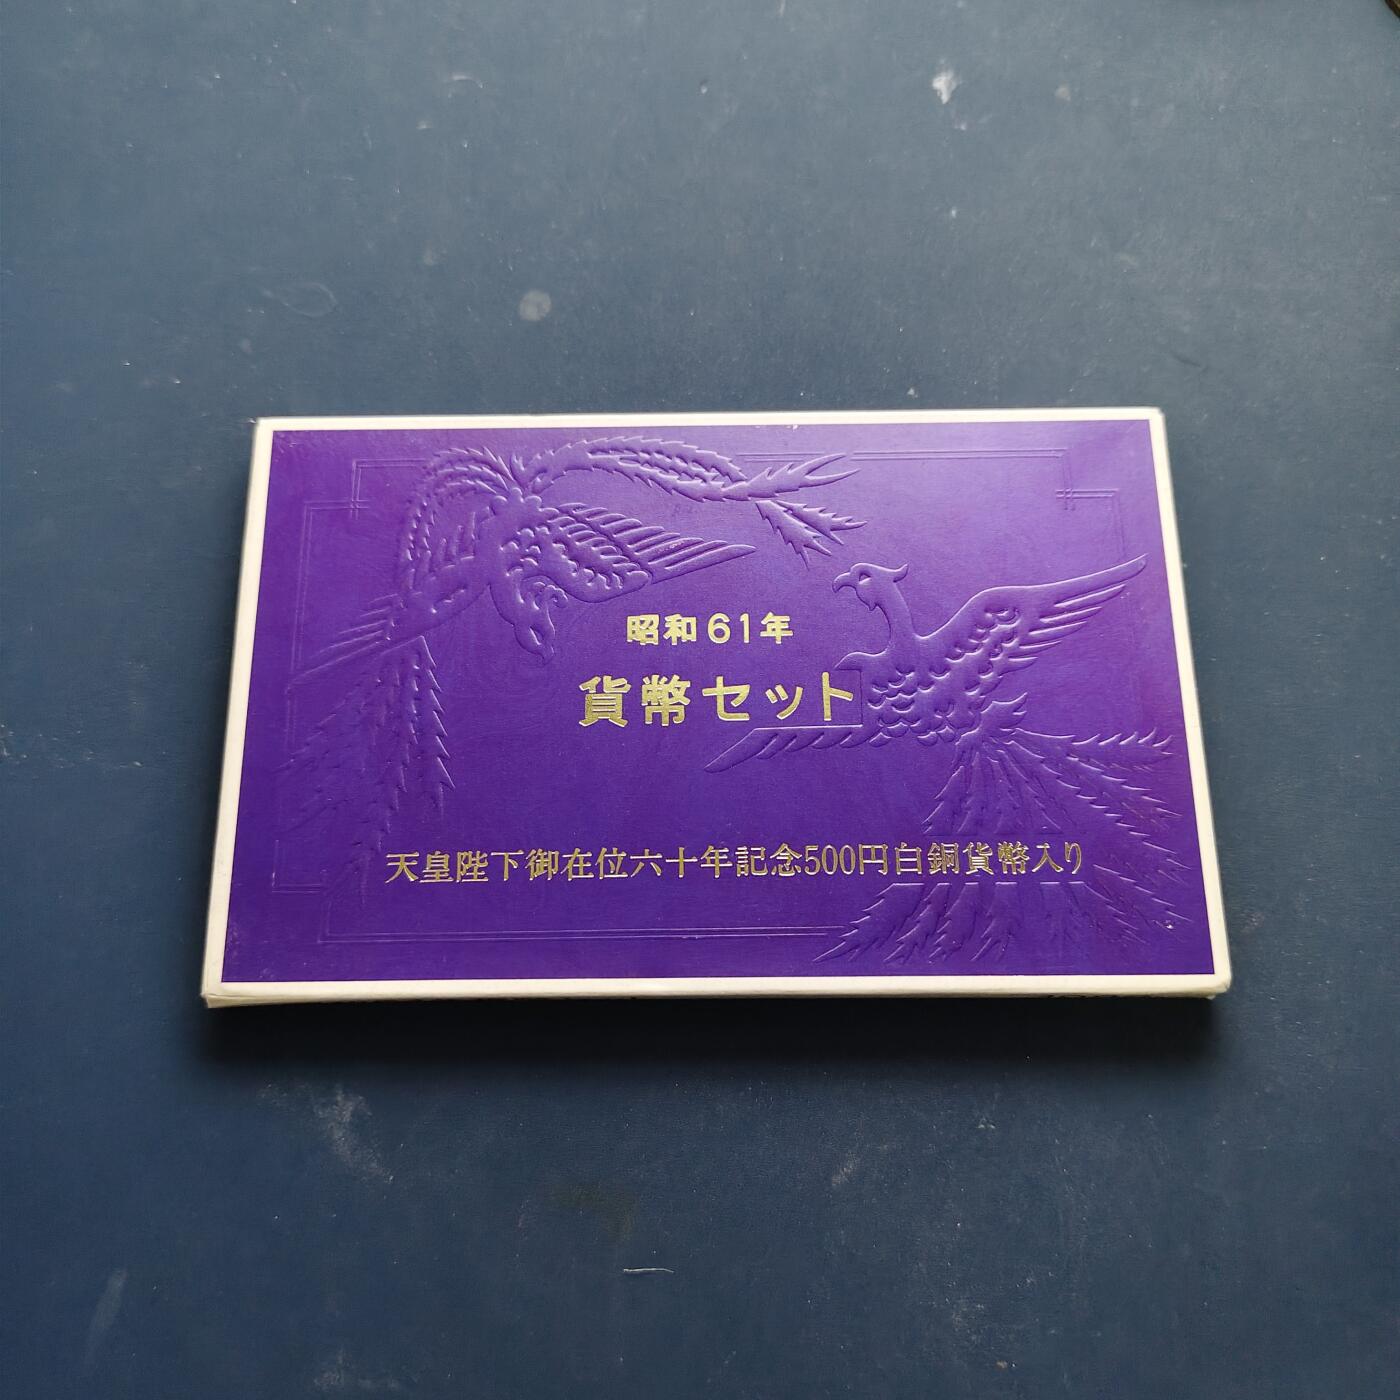 昭和61年
貨幣セット
天皇陛下御在位六十年記念500円白銅貨幣入り